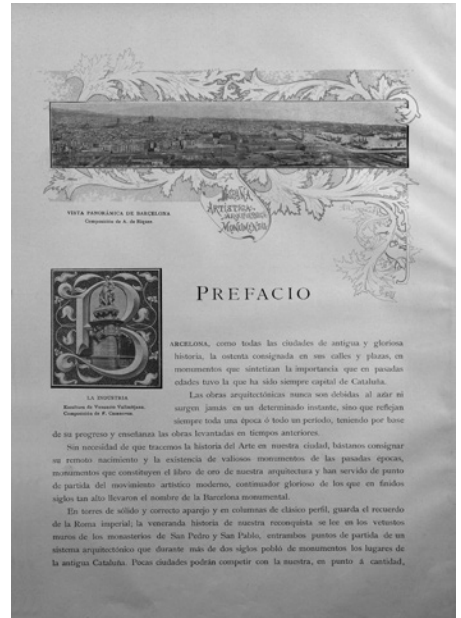 VISTA PANORÁMICA DE BARCELONA
Composición de A. de Riquer.
ESPAÑA
ARTÍSTICA
ARQUEOLÓGICA
MONUMENTAL
PREFACIO
BARCELONA, como todas las ciudades de antigua y gloriosa
historia, la ostenta consignada en sus calles y plazas, en
monumentos que sintetizan la importancia que en pasadas
edades tuvo la que ha sido siempre capital de Cataluña.
LA INDUSTRIA
Escultura de Venancio Vallmitjana.
Composición de F.
Las obras arquitectónicas nunca son debidas al azar ni
surgen jamás en un determinado instante, sino que reflejan
siempre toda una época ó todo un período, teniendo por base
de su progreso y enseñanza las obras levantadas en tiempos anteriores.
Sin necesidad de que tracemos la historia del Arte en nuestra ciudad, bástanos consignar
su remoto nacimiento y la existencia de valiosos monumentos de las pasadas épocas,
monumentos que constituyen el libro de oro de nuestra arquitectura y han servido de punto
de partida del movimiento artístico moderno, continuador glorioso de los que en finidos
siglos tan alto llevaron el nombre de la Barcelona monumental.
En torres de sólido y correcto aparejo y en columnas de clásico perfil, guarda el recuerdo
de la Roma imperial; la veneranda historia de nuestra reconquista se lee en los vetustos
muros de los monasterios de San Pedro y San Pablo, entrambos puntos de partida de un
sistema arquitectónico que durante más de dos siglos pobló de monumentos los lugares de
la antigua Cataluña. Pocas ciudades podrán competir con la nuestra, en punto á cantidad,